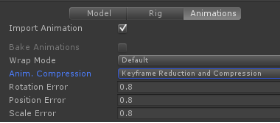 Model Rig Animations
Import Animation
Bake Animations
Wrap Mode Default
Anim. Compression Keyframe Reduction and Compression
Rotation Error 0.8
Position Error 0.8
Scale Error 0.8